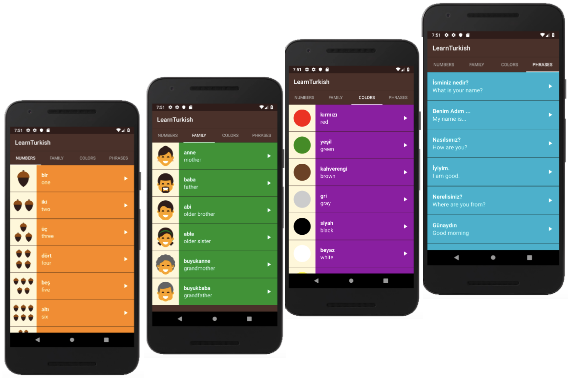 7:51
LearnTurkish
NUMBERS FAMILY COLORS PHRASES
bir
one
iki
two
üç
three
dört
four
beş
five
altı
six
7:51
LearnTurkish
NUMBERS FAMILY COLORS PHRASES
anne
mother
baba
father
abi
older brother
abla
older sister
buyukanne
grandmother
buyukbaba
grandfather
7:51
LearnTurkish
NUMBERS FAMILY COLORS PHRASES
kırmızı
red
yeşil
green
kahverengi
brown
gri
gray
siyah
black
beyaz
white
7:51
LearnTurkish
NUMBERS FAMILY COLORS PHRASES
İsminiz nedir?
What is your name?
Benim Adım ...
My name is...
Nasılsınız?
How are you?
İyiyim
I am good
Nerelisiniz?
Where are you from?
Günaydın
Good morning